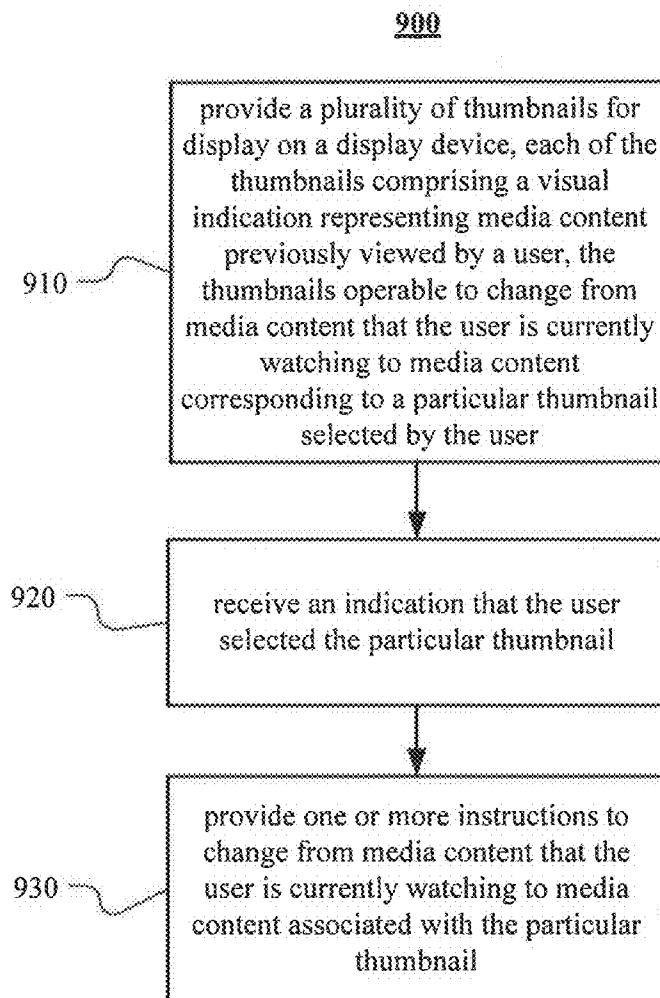 900
provide a plurality of thumbnails for
display on a display device, each of the
thumbnails comprising a visual
indication representing media content
previously viewed by a user, the
thumbnails operable to change from
media content that the user is currently
watching to media content
corresponding to a particular thumbnail
selected by the user
910
receive an indication that the user
selected the particular thumbnail
920
provide one or more instructions to
change from media content that the
user is currently watching to media
content associated with the particular
thumbnail
930